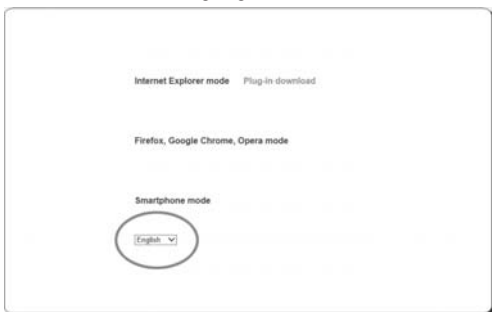 Internet Explorer mode Plug-in download
Firefox, Google Chrome, Opera mode
Smartphone mode
English